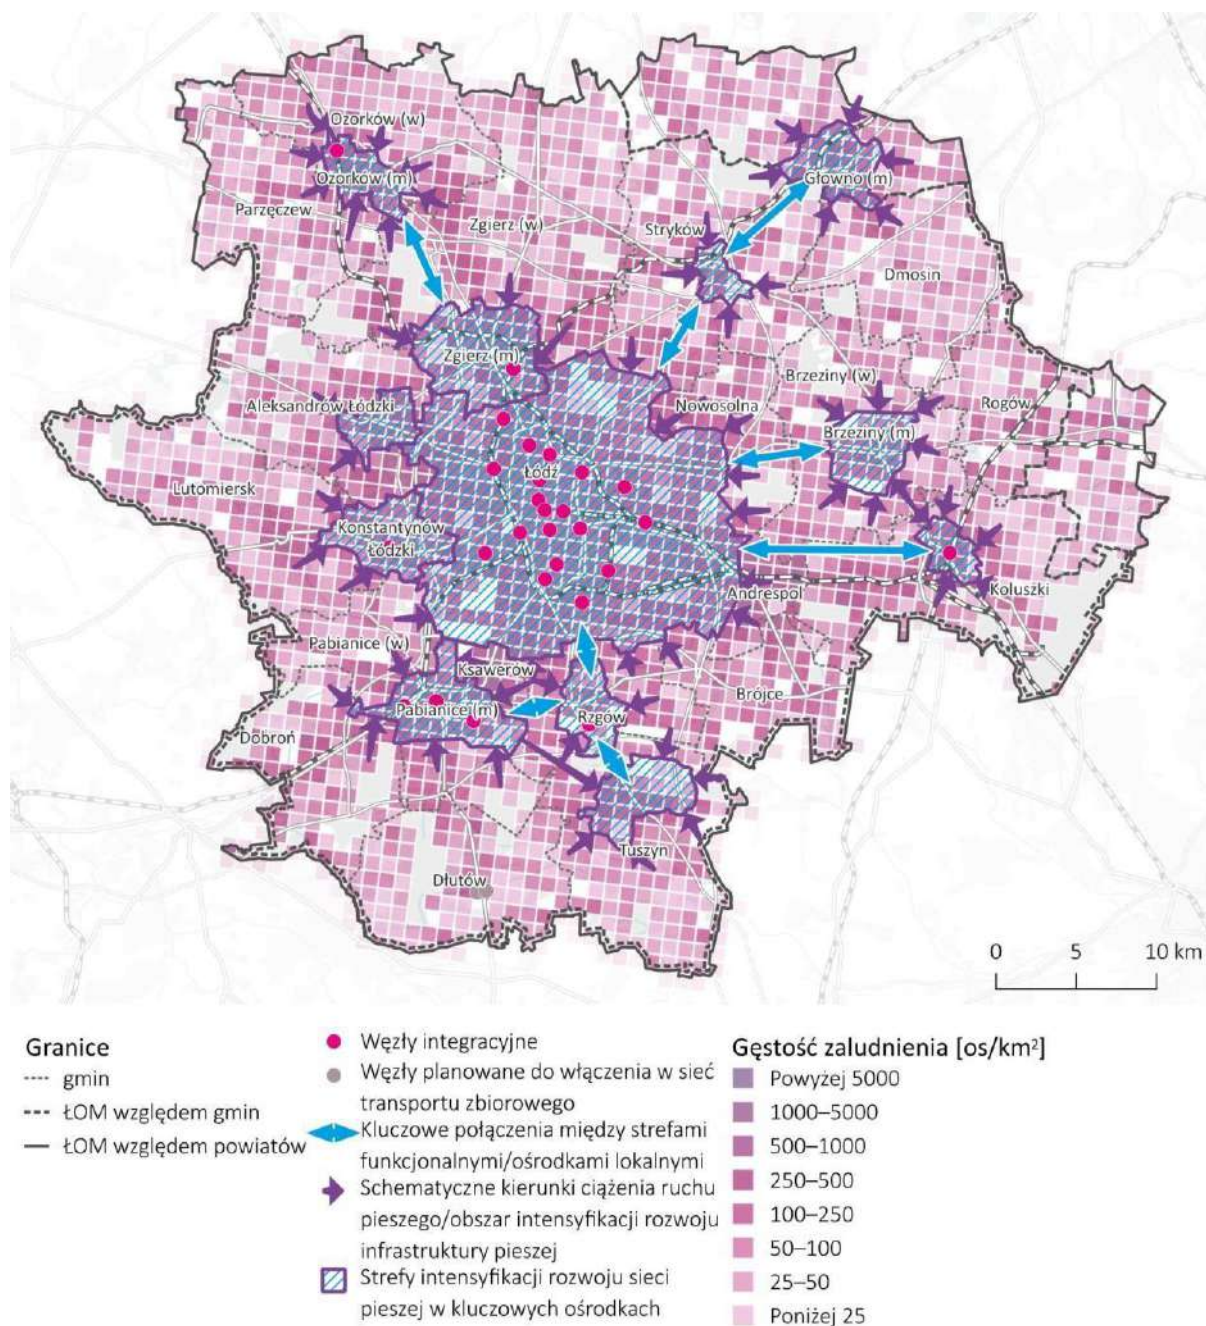 Ozorków (w)
Ozorków (m)
Głowno (m)
Parzęczew
Zgierz (w)
Stryków
Dmosin
Zgierz (m)
Brzeziny (w)
Aleksandrów Łódzki
Nowosolna
Rogów
Brzeziny (m)
Łódź
Lutomiersk
Konstantynów
Łódzki
Andrespol
Koluszki
Pabianice (w)
Ksawerów
Brójce
Pabianice (m)
Rzgów
Dobroń
Tuszyn
Dłutów
0 5 10 km
Granice
gmin
ŁOM względem gmin
ŁOM względem powiatów
Węzły integracyjne
Węzły planowane do włączenia w sieć
transportu zbiorowego
Kluczowe połączenia między strefami
funkcjonalnymi/ośrodkami lokalnymi
Schematyczne kierunki ciążenia ruchu
pieszego/obszar intensyfikacji rozwoju
infrastruktury pieszej
Strefy intensyfikacji rozwoju sieci
pieszej w kluczowych ośrodkach
Gęstość zaludnienia [os/km²]
Powyżej 5000
1000–5000
500–1000
250–500
100–250
50–100
25–50
Poniżej 25